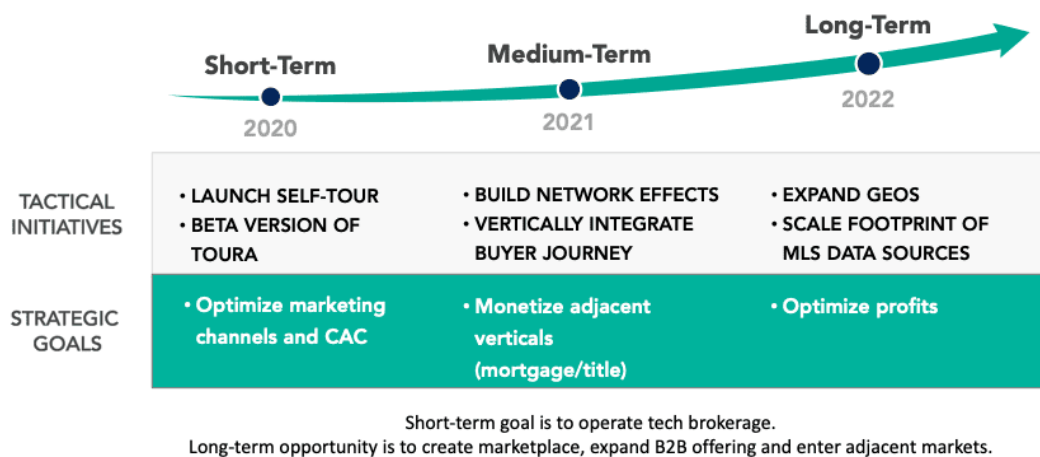 Short-Term
Medium-Term
Long-Term
2020
2021
2022
TACTICAL
INITIATIVES
• LAUNCH SELF-TOUR
• BETA VERSION OF
TOURA
• BUILD NETWORK EFFECTS
• VERTICALLY INTEGRATE
BUYER JOURNEY
• EXPAND GEOS
• SCALE FOOTPRINT OF
MLS DATA SOURCES
STRATEGIC
GOALS
• Optimize marketing
channels and CAC
• Monetize adjacent
verticals
(mortgage/title)
• Optimize profits
Short-term goal is to operate tech brokerage.
Long-term opportunity is to create marketplace, expand B2B offering and enter adjacent markets.